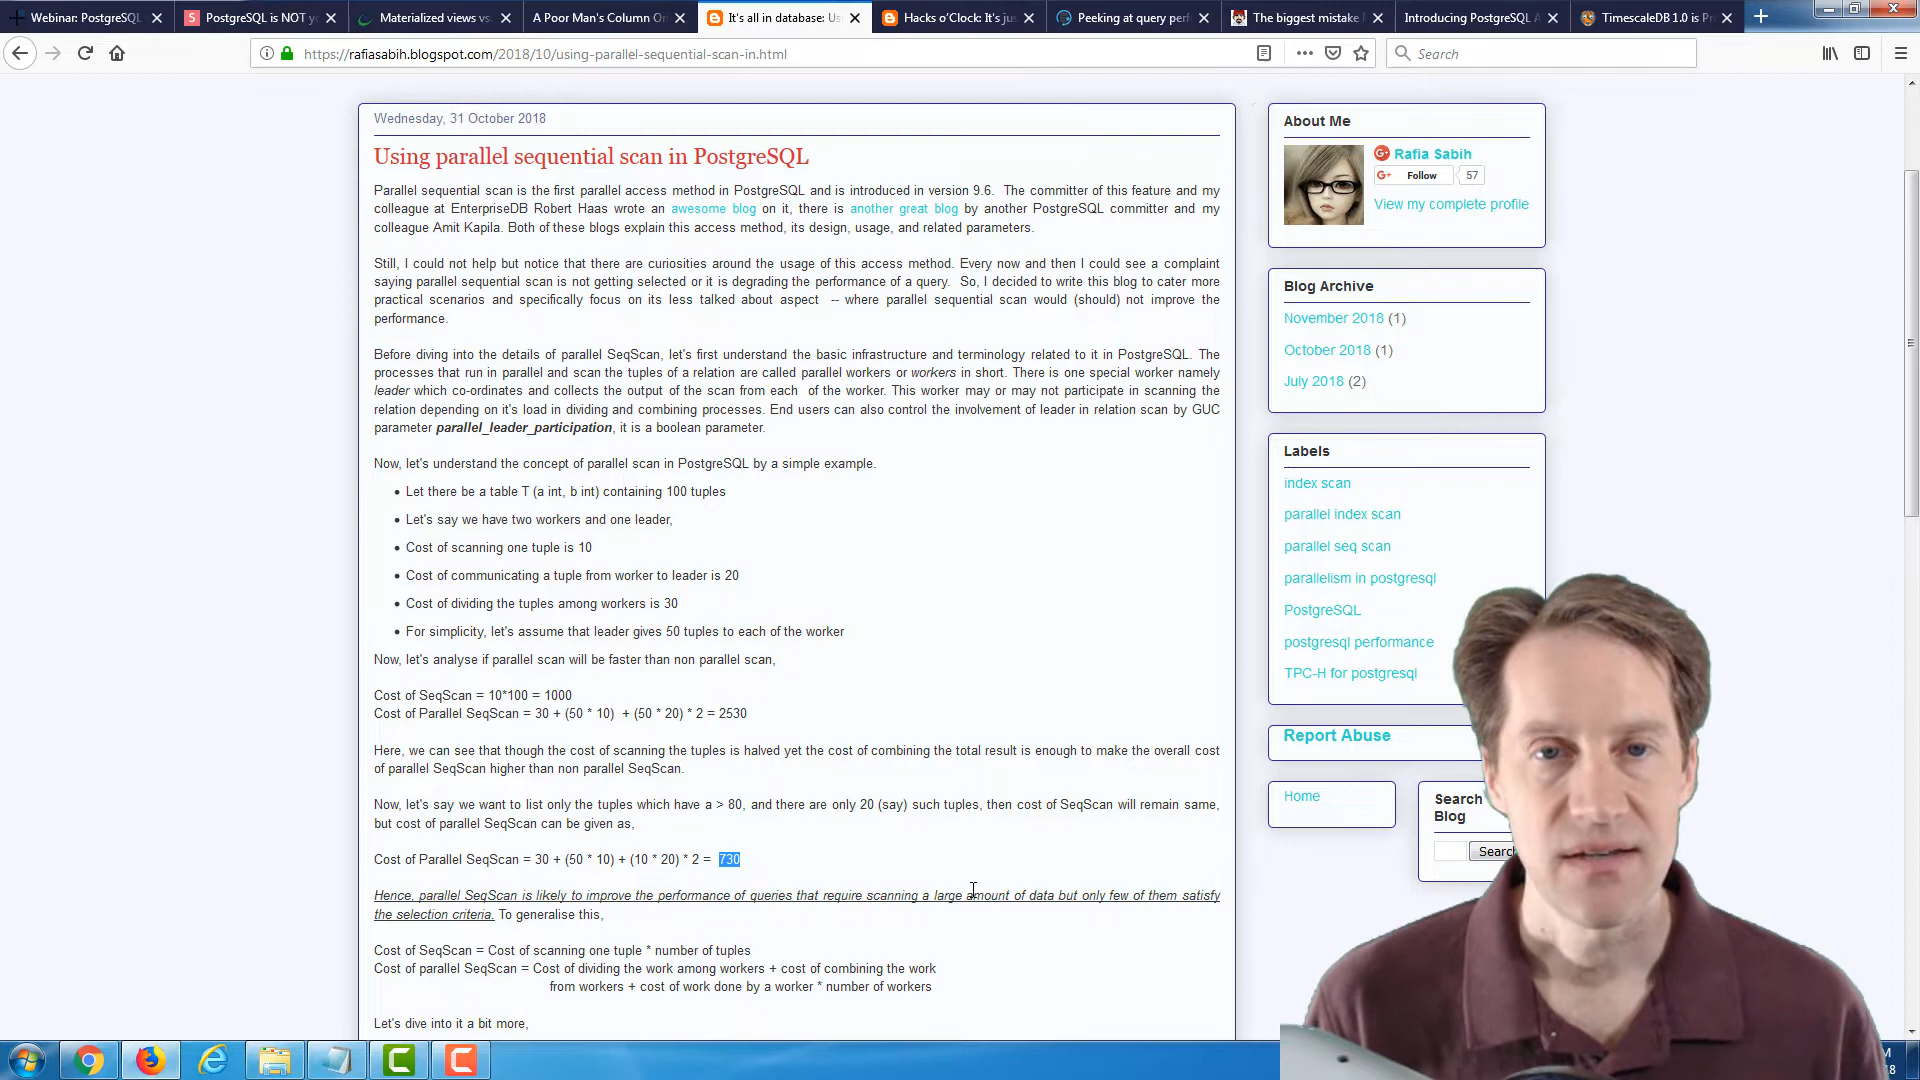 Webinar: PostgreSQL
PostgreSQL is NOT y
Materialized views vs.
A Poor Man's Column Or
It's all in database: Us
Hacks o'Clock: It's jus
Peeking at query perf
The biggest mistake
Introducing PostgreSQL A
TimescaleDB 1.0 is Pr
https://rafiasabih.blogspot.com/2018/10/using-parallel-sequential-scan-in.html
Search
Wednesday, 31 October 2018
Using parallel sequential scan in PostgreSQL
Parallel sequential scan is the first parallel access method in PostgreSQL and is introduced in version 9.6. The committer of this feature and my
colleague at EnterpriseDB Robert Haas wrote an awesome blog on it, there is another great blog by another PostgreSQL committer and my
colleague Amit Kapila. Both of these blogs explain this access method, its design, usage, and related parameters.
Still, I could not help but notice that there are curiosities around the usage of this access method. Every now and then I could see a complaint
saying parallel sequential scan is not getting selected or it is degrading the performance of a query. So, I decided to write this blog to cater more
practical scenarios and specifically focus on its less talked about aspect -- where parallel sequential scan would (should) not improve the
performance.
Before diving into the details of parallel SeqScan, let's first understand the basic infrastructure and terminology related to it in PostgreSQL. The
processes that run in parallel and scan the tuples of a relation are called parallel workers or workers in short. There is one special worker namely
leader which co-ordinates and collects the output of the scan from each of the worker. This worker may or may not participate in scanning the
relation depending on it's load in dividing and combining processes. End users can also control the involvement of leader in relation scan by GUC
parameter parallel_leader_participation, it is a boolean parameter.
Now, let's understand the concept of parallel scan in PostgreSQL by a simple example.
• Let there be a table T (a int, b int) containing 100 tuples
• Let's say we have two workers and one leader,
• Cost of scanning one tuple is 10
• Cost of communicating a tuple from worker to leader is 20
• Cost of dividing the tuples among workers is 30
• For simplicity, let's assume that leader gives 50 tuples to each of the worker
Now, let's analyse if parallel scan will be faster than non parallel scan,
Cost of SeqScan = 10*100 = 1000
Cost of Parallel SeqScan = 30 + (50 * 10) + (50 * 20) * 2 = 2530
Here, we can see that though the cost of scanning the tuples is halved yet the cost of combining the total result is enough to make the overall cost
of parallel SeqScan higher than non parallel SeqScan.
Now, let's say we want to list only the tuples which have a > 80, and there are only 20 (say) such tuples, then cost of SeqScan will remain same,
but cost of parallel SeqScan can be given as,
Cost of Parallel SeqScan = 30 + (50 * 10) + (10 * 20) * 2 = 730
Hence, parallel SeqScan is likely to improve the performance of queries that require scanning a large amount of data but only few of them satisfy
the selection criteria. To generalise this,
Cost of SeqScan = Cost of scanning one tuple * number of tuples
Cost of parallel SeqScan = Cost of dividing the work among workers + cost of combining the work
from workers + cost of work done by a worker * number of workers
Let's dive into it a bit more,
About Me
Rafia Sabih
G+ Follow 57
View my complete profile
Blog Archive
November 2018 (1)
October 2018 (1)
July 2018 (2)
Labels
index scan
parallel index scan
parallel seq scan
parallelism in postgresql
PostgreSQL
postgresql performance
TPC-H for postgresql
Report Abuse
Home
Search
Blog
Searc
M
18